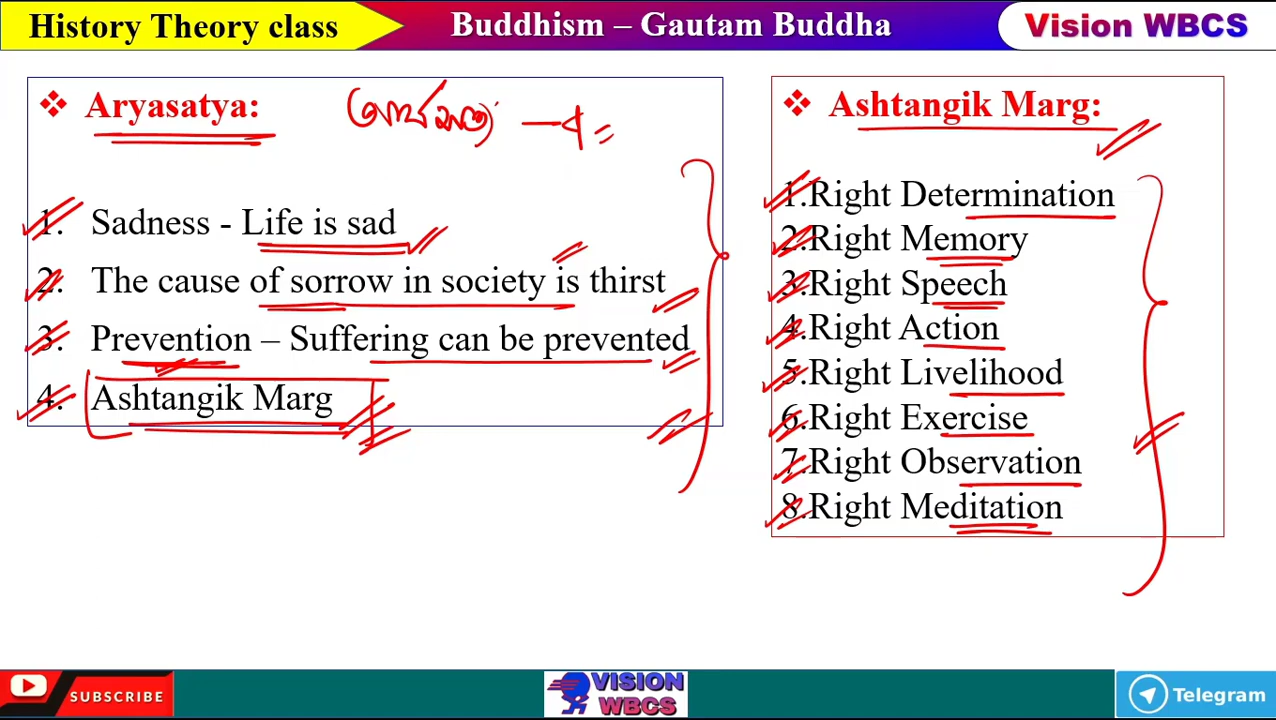 History Theory class
Buddhism – Gautam Buddha
Vision WBCS
❖ Aryasatya:
(আর্যসত্য) – 4 =
1. Sadness - Life is sad
2. The cause of sorrow in society is thirst
3. Prevention – Suffering can be prevented
4. Ashtangik Marg
❖ Ashtangik Marg:
1.Right Determination
2.Right Memory
3.Right Speech
4.Right Action
5.Right Livelihood
6.Right Exercise
7.Right Observation
8.Right Meditation
SUBSCRIBE
VISION
WBCS
Telegram